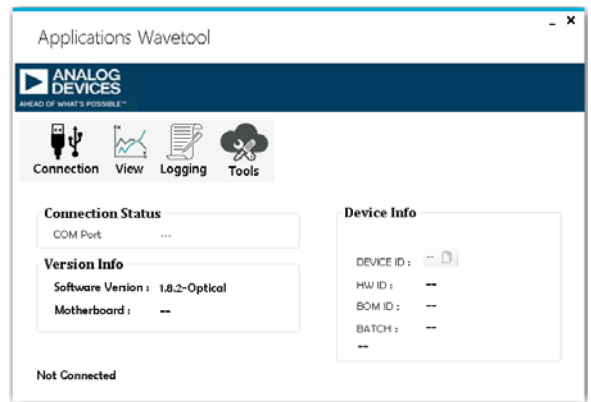 Applications Wavetool
ANALOG
DEVICES
AHEAD OF WHAT'S POSSIBLE™
Connection View Logging Tools
Connection Status
COM Port ---
Version Info
Software Version : 1.8.2-Optical
Motherboard : --
Device Info
DEVICE ID : --
HW ID : --
BOM ID : --
BATCH : --
--
Not Connected